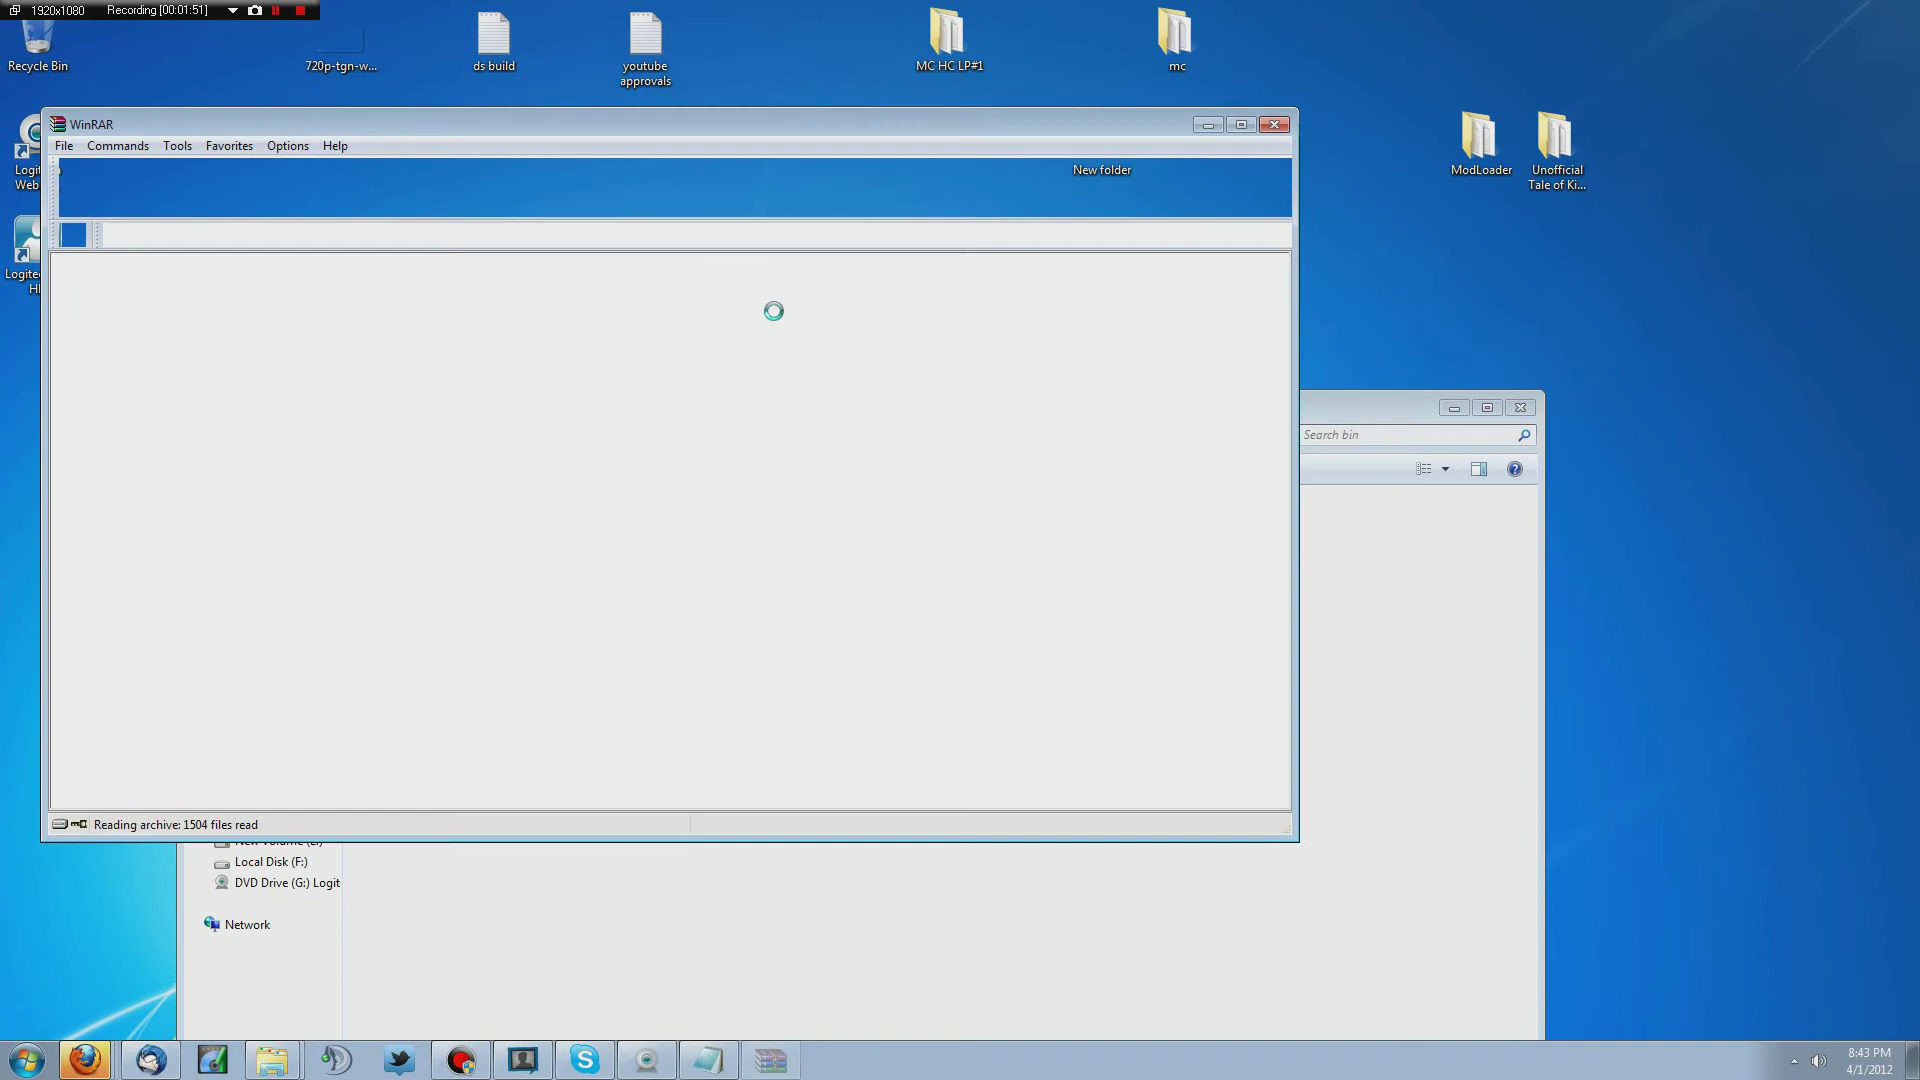 1920x1080 Recording [00:01:51]
Recycle Bin
720p-tgn-w...
ds build
youtube
approvals
MC HC LP#1
mc
WinRAR
File Commands Tools Favorites Options Help
New folder
ModLoader
Unofficial
Tale of Ki...
Search bin
Reading archive: 1504 files read
Local Disk (F:)
DVD Drive (G:) Logit
Network
8:43 PM
4/1/2012